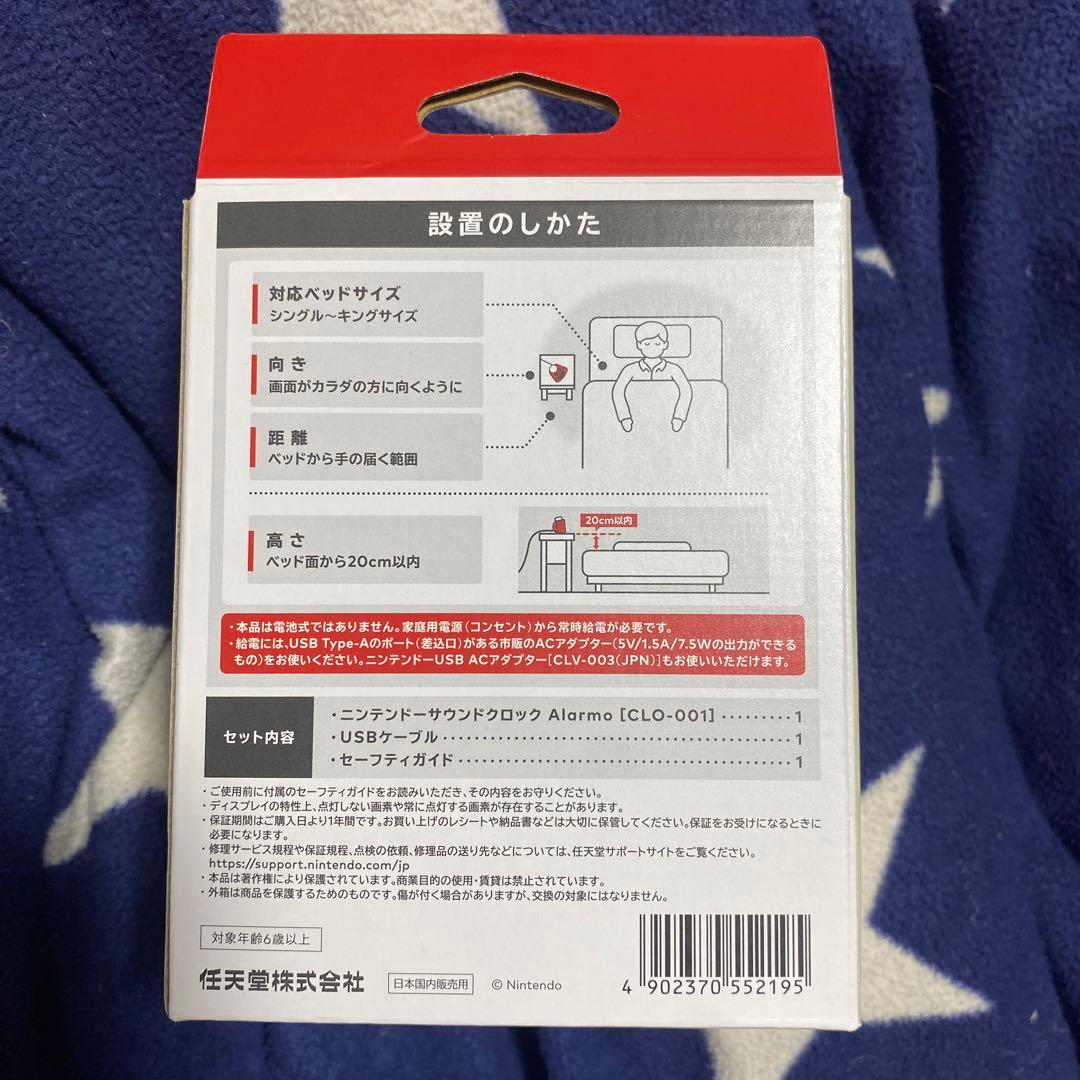 設置のしかた
対応ベッドサイズ
シングル～キングサイズ
向き
画面がカラダの方に向くように
距離
ベッドから手の届く範囲
高さ
ベッド面から20cm以内
20cm以内
・本品は電池式ではありません。家庭用電源（コンセント）から常時給電が必要です。
・給電には、USB Type-Aのポート（差込口）がある市販のACアダプター（5V/1.5A/7.5Wの出力ができる
もの）をお使いください。ニンテンドーUSB ACアダプター［CLV-003（JPN）］もお使いいただけます。
セット内容
・ニンテンドーサウンドクロック Alarmo［CLO-001］………1
・USBケーブル………1
・セーフティガイド………1
・ご使用前に付属のセーフティガイドをお読みいただき、その内容をお守りください。
・ディスプレイの特性上、点灯しない画素や常に点灯する画素が存在することがあります。
・保証期間はご購入日より1年間です。お買い上げのレシートや納品書などは大切に保管してください。保証をお受けになるときに
必要になります。
・修理サービス規程や保証規程、点検の依頼、修理品の送り先などについては、任天堂サポートサイトをご覧ください。
https://support.nintendo.com/jp
・本品は著作権により保護されています。商業目的の使用・賃貸は禁止されています。
・外箱は商品を保護するためのものです。傷が付く場合がありますが、交換の対象にはなりません。
対象年齢6歳以上
任天堂株式会社
日本国内販売用
© Nintendo
4 902370 552195